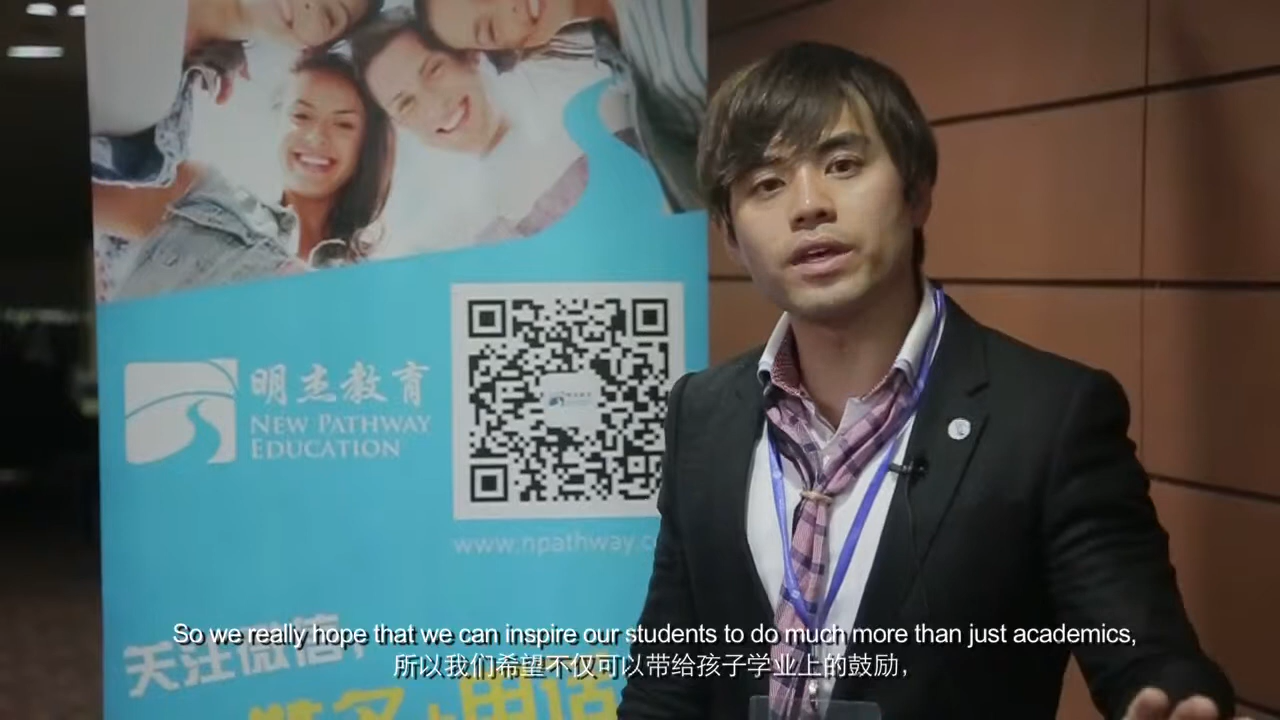 明杰教育
NEW PATHWAY
EDUCATION
www.npathway.c
关注微信,
So we really hope that we can inspire our students to do much more than just academics,
所以我们希望不仅可以带给孩子学业上的鼓励,